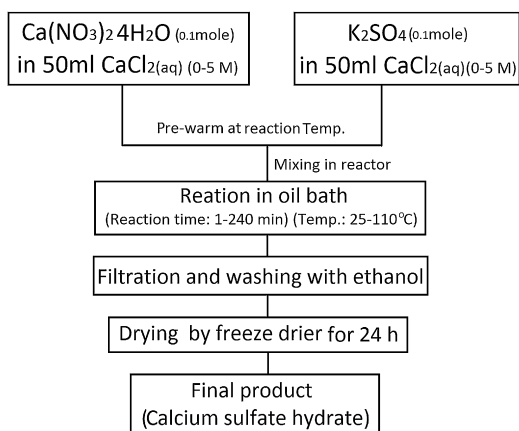 Ca(NO3)2 4H2O (0.1mole)
in 50ml CaCl2(aq) (0-5 M)
K2SO4 (0.1mole)
in 50ml CaCl2(aq)(0-5 M)
Pre-warm at reaction Temp.
Mixing in reactor
Reation in oil bath
(Reaction time: 1-240 min) (Temp.: 25-110°C)
Filtration and washing with ethanol
Drying by freeze drier for 24 h
Final product
(Calcium sulfate hydrate)